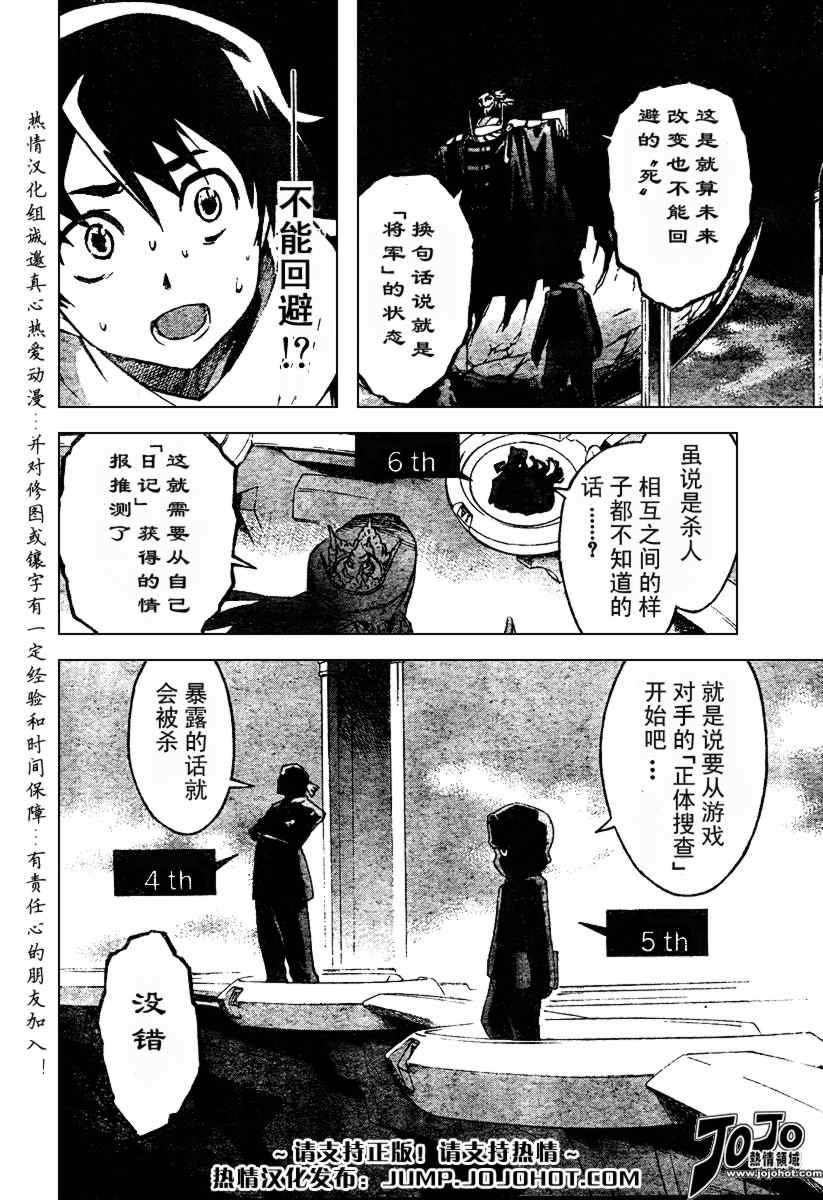 这是就算未来
改变也不能回
避的“死”
换句话说就是
「将军」的状态
不能回避!?
虽说是杀人
相互之间的样
子都不知道的
话……?
6 th
这就需要从自己
「日记」获得的情
报推测了
就是说要从游戏
对手的「正体搜查」
开始吧…
5 th
暴露的话就
会被杀
4 th
没错
热情汉化组诚邀真心热爱动漫…并对修图或镶字有一定经验和时间保障…有责任心的朋友加入!
~ 请支持正版! 请支持热情 ~
热情汉化发布: JUMP.JOJOHOT.COM
JOJO
热情领域
www.jojohot.com